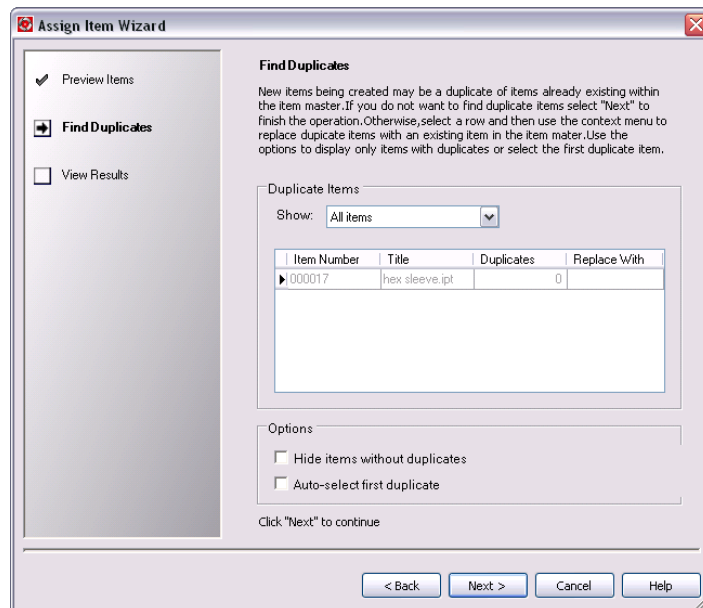 Assign Item Wizard
Preview Items
Find Duplicates
View Results
Find Duplicates
New items being created may be a duplicate of items already existing within
the item master.If you do not want to find duplicate items select "Next" to
finish the operation.Otherwise,select a row and then use the context menu to
replace dupicate items with an existing item in the item mater.Use the
options to display only items with duplicates or select the first duplicate item.
Duplicate Items
Show: All items
Item Number Title Duplicates Replace With
000017 hex sleeve.ipt 0
Options
Hide items without duplicates
Auto-select first duplicate
Click "Next" to continue
< Back Next > Cancel Help